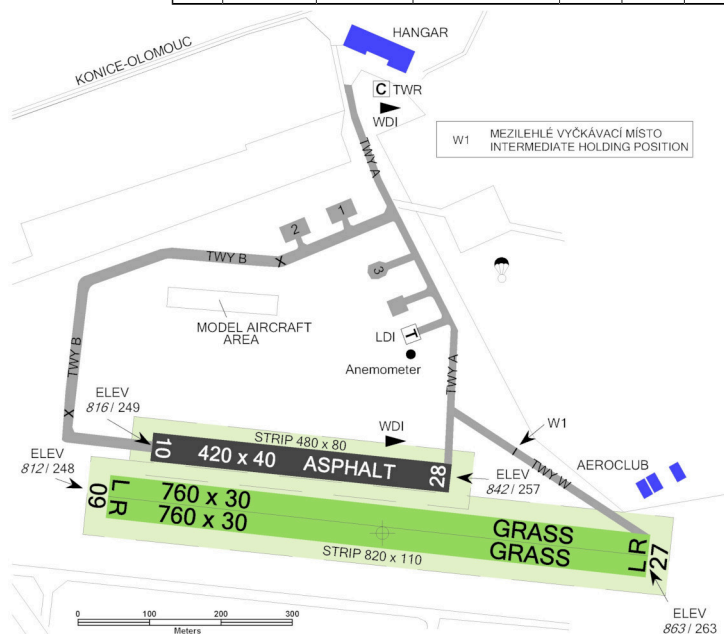 HANGAR
KONICE-OLOMOUC
C TWR
WDI
W1 MEZILEHLÉ VYČKÁVACÍ MÍSTO
INTERMEDIATE HOLDING POSITION
TWY A
1
2
TWY B
X
3
MODEL AIRCRAFT
AREA
LDI
T
Anemometer
TWY B
TWY A
X
ELEV
816 / 249
STRIP 480 x 80
WDI
W1
ELEV
812 / 248
10
420 x 40 ASPHALT
28
ELEV
842 / 257
TWY W
AEROCLUB
09
L 760 x 30 GRASS R
R 760 x 30 GRASS L
27
STRIP 820 x 110
ELEV
863 / 263
0 100 200 300
Meters